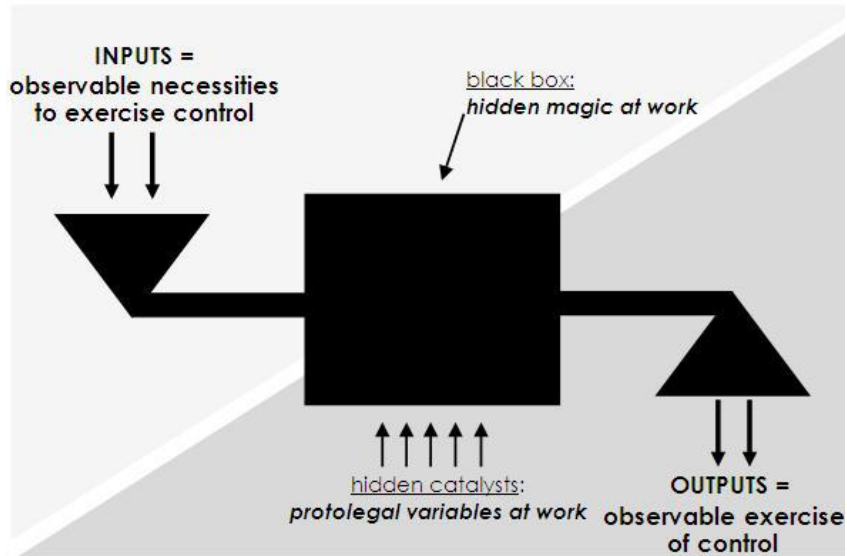 INPUTS =
observable necessities
to exercise control
black box:
hidden magic at work
hidden catalysts:
protolegal variables at work
OUTPUTS =
observable exercise
of control